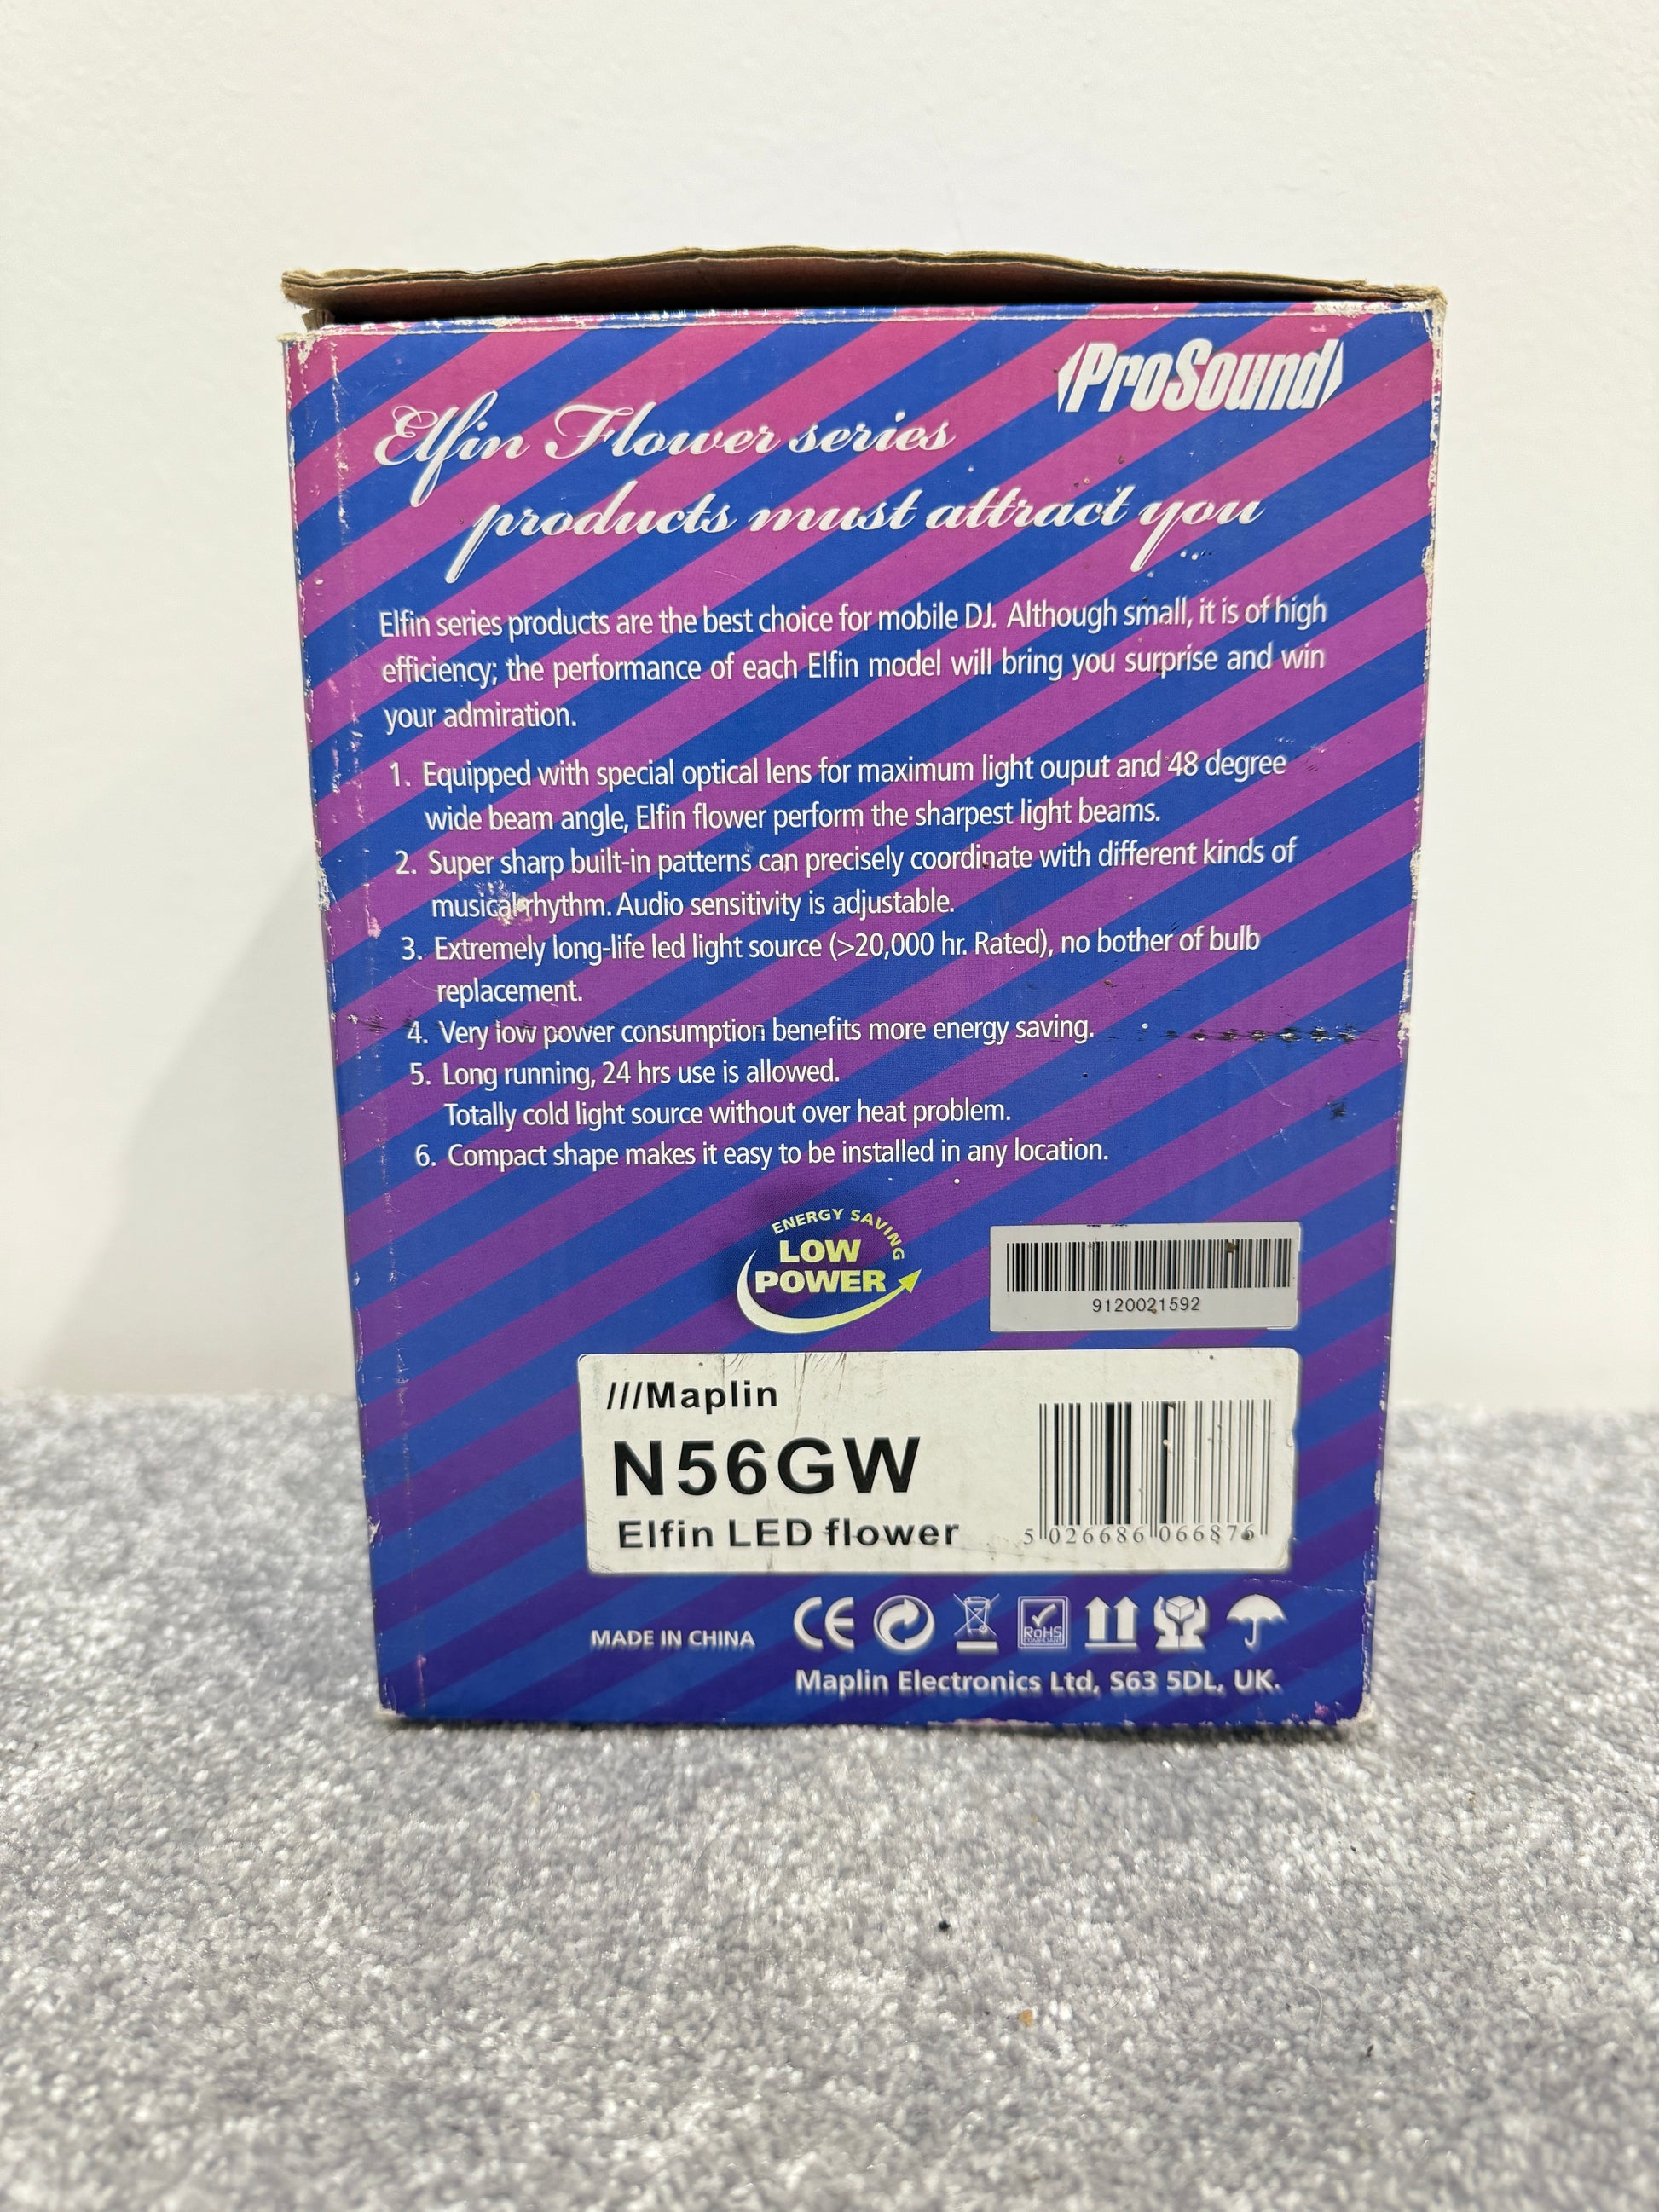 ProSound
Elfin Flower series
products must attract you
Elfin series products are the best choice for mobile DJ. Although small, it is of high
efficiency; the performance of each Elfin model will bring you surprise and win
your admiration.
1. Equipped with special optical lens for maximum light ouput and 48 degree
wide beam angle, Elfin flower perform the sharpest light beams.
2. Super sharp built-in patterns can precisely coordinate with different kinds of
musical rhythm. Audio sensitivity is adjustable.
3. Extremely long-life led light source (>20,000 hr. Rated), no bother of bulb
replacement.
4. Very low power consumption benefits more energy saving.
5. Long running, 24 hrs use is allowed.
Totally cold light source without over heat problem.
6. Compact shape makes it easy to be installed in any location.
ENERGY SAVING
LOW
POWER
9120021592
///Maplin
N56GW
Elfin LED flower
5 026686 066876
MADE IN CHINA
CE
RoHS
COMPLIANT
Maplin Electronics Ltd, S63 5DL, UK.